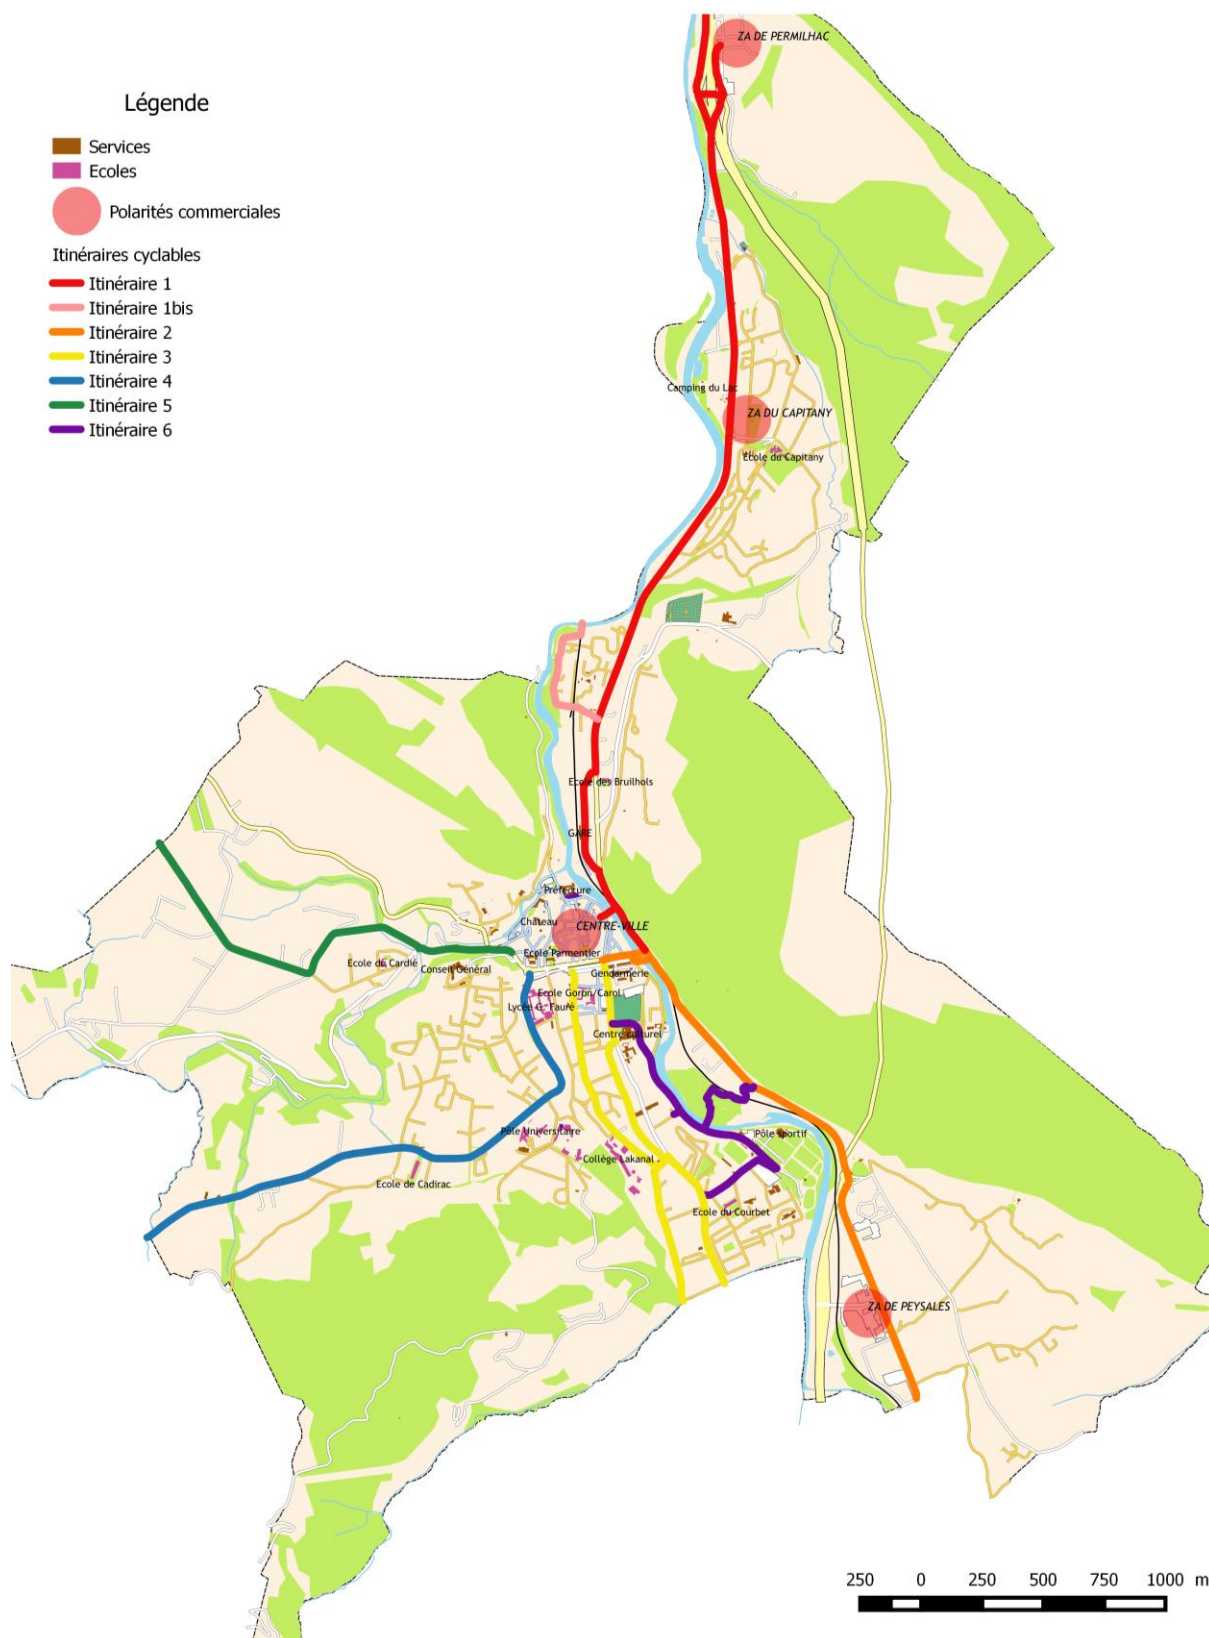 ZA DE PERMILHAC
Légende
Services
Ecoles
Polarités commerciales
Itinéraires cyclables
Itinéraire 1
Itinéraire 1bis
Itinéraire 2
Itinéraire 3
Itinéraire 4
Itinéraire 5
Itinéraire 6
Camping du Lac
ZA DU CAPITANY
Ecole du Capitany
Ecole des Bruilhols
GARE
Préfecture
Château
CENTRE-VILLE
Ecole Parmentier
Ecole du Cardié
Conseil Général
Gendarmerie
Ecole Goron/Carol
Lycée G. Fauré
Centre culturel
Pôle Universitaire
Pôle sportif
Collège Lakanal
Ecole de Cadirac
Ecole du Courbet
ZA DE PEYSALES
250 0 250 500 750 1000 m